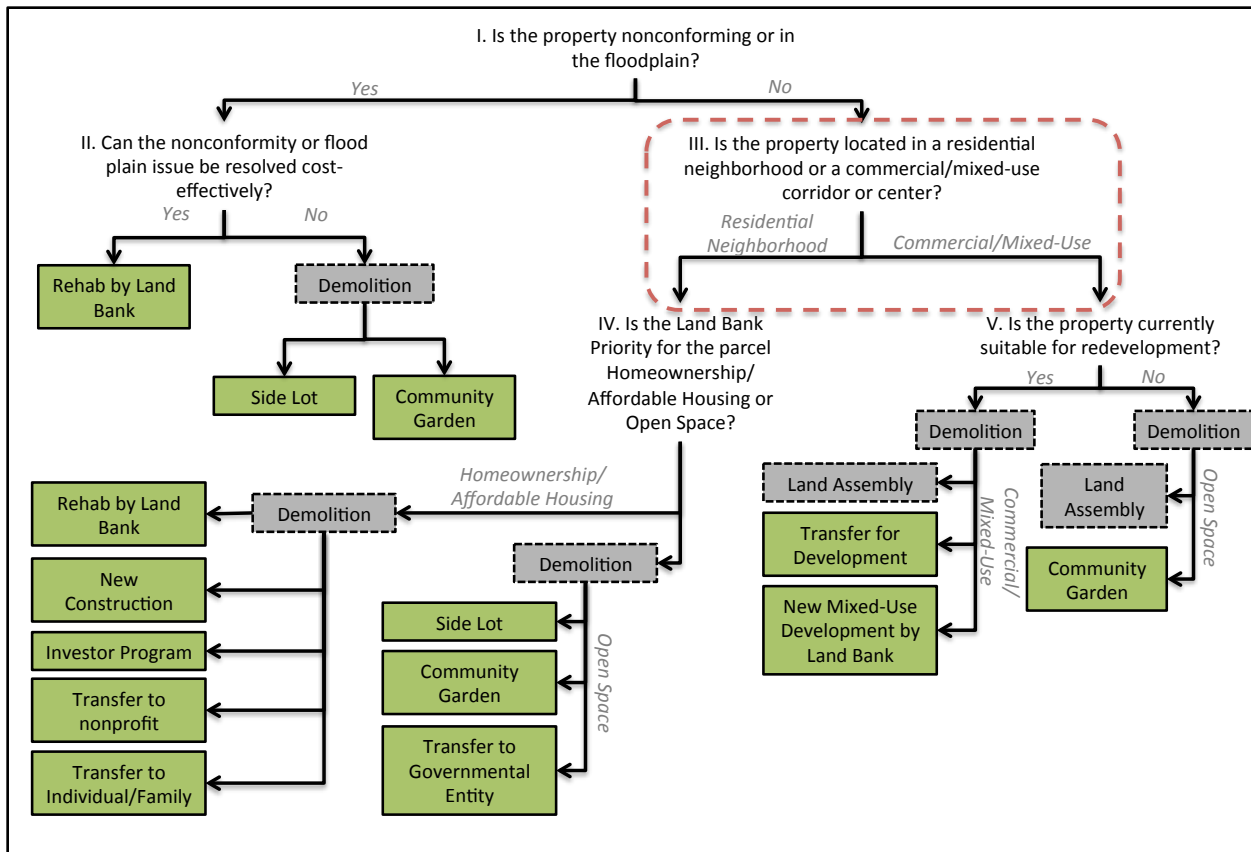 I. Is the property nonconforming or in
the floodplain?
Yes
No
II. Can the nonconformity or flood
plain issue be resolved cost-
effectively?
III. Is the property located in a residential
neighborhood or a commercial/mixed-use
corridor or center?
Yes
No
Residential
Neighborhood
Commercial/Mixed-Use
Rehab by Land
Bank
Demolition
Side Lot
Community
Garden
IV. Is the Land Bank
Priority for the parcel
Homeownership/
Affordable Housing or
Open Space?
V. Is the property currently
suitable for redevelopment?
Yes
No
Demolition
Demolition
Homeownership/
Affordable Housing
Rehab by Land
Bank
Demolition
New
Construction
Investor Program
Transfer to
nonprofit
Transfer to
Individual/Family
Demolition
Side Lot
Community
Garden
Transfer to
Governmental
Entity
Open Space
Land Assembly
Transfer for
Development
New Mixed-Use
Development by
Land Bank
Commercial/
Mixed-Use
Land
Assembly
Community
Garden
Open Space